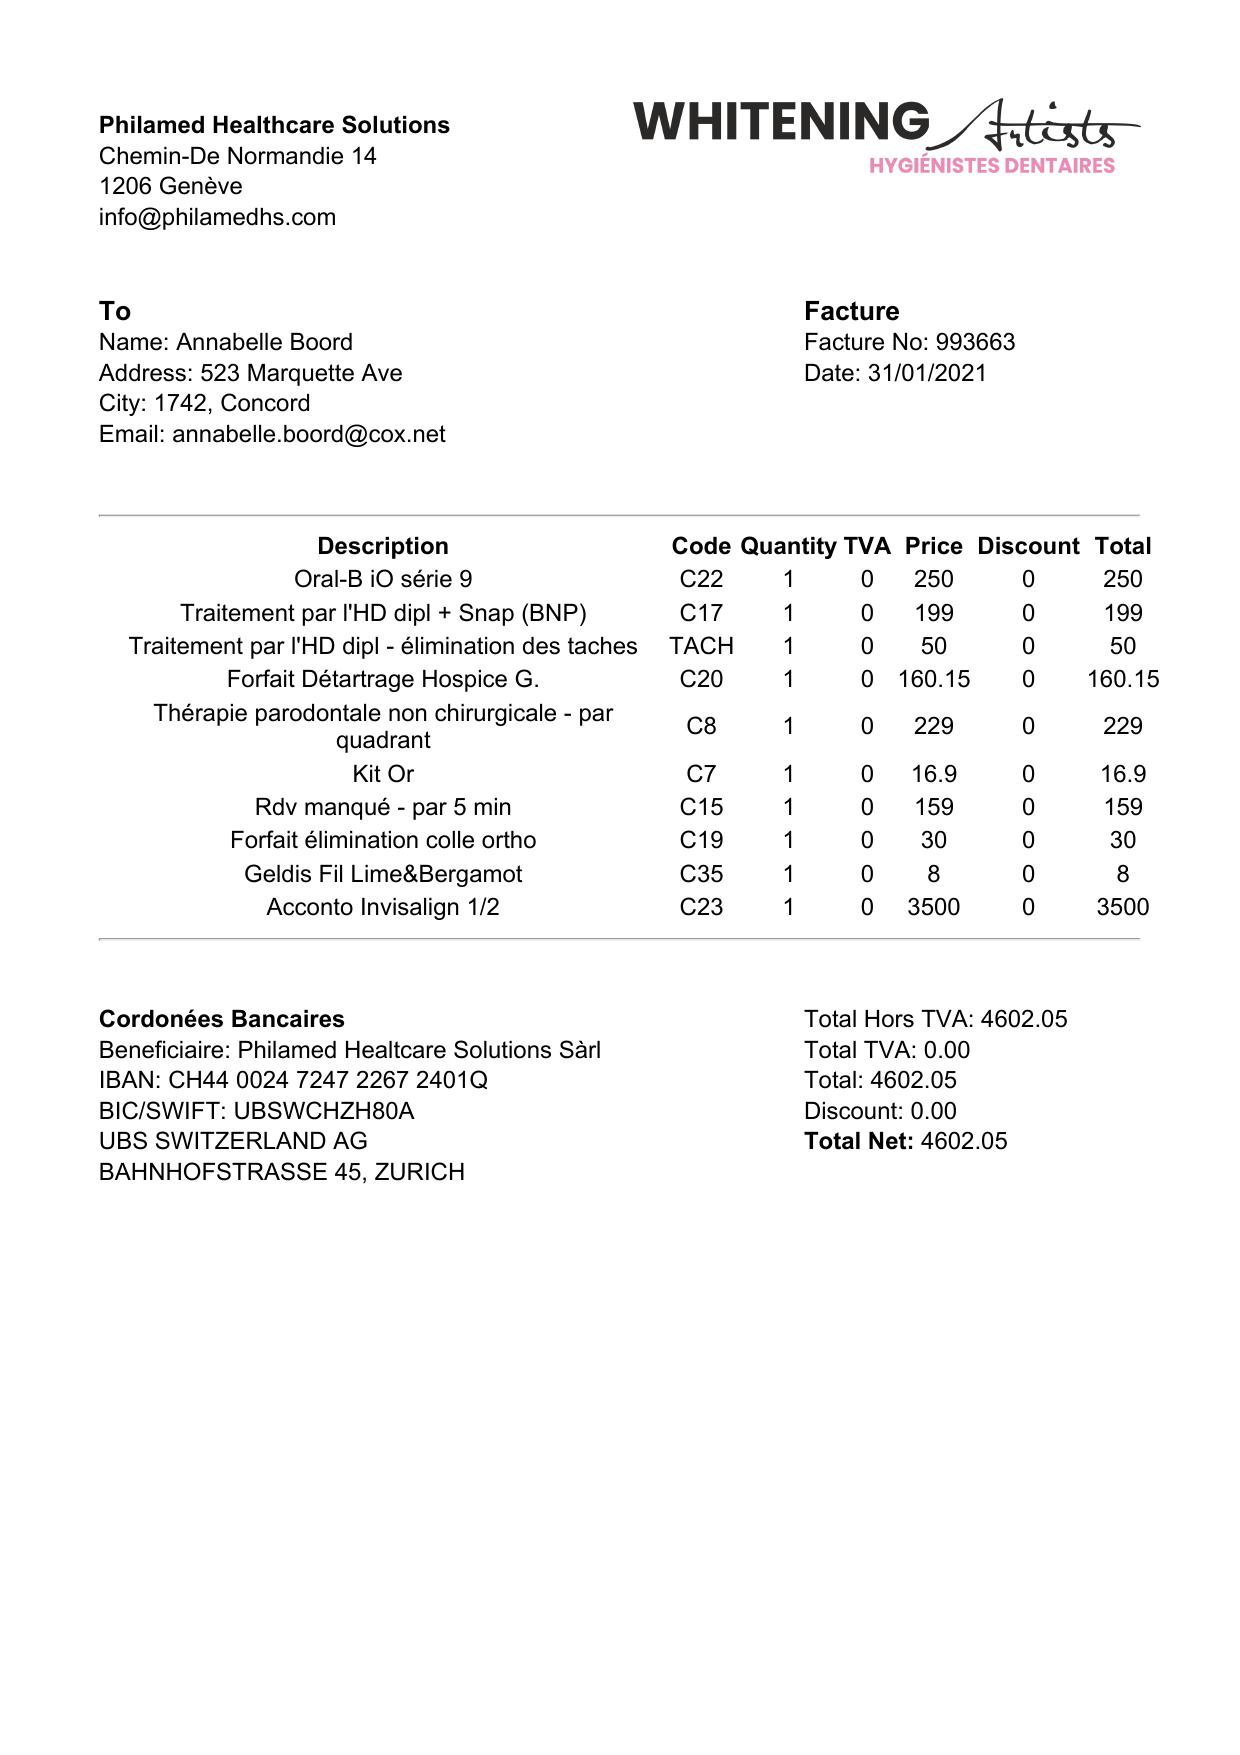 Philamed Healthcare Solutions
Chemin-De Normandie 14
1206 Genève
info@philamedhs.com
WHITENING Artists
HYGIÉNISTES DENTAIRES
To
Name: Annabelle Boord
Address: 523 Marquette Ave
City: 1742, Concord
Email: annabelle.boord@cox.net
Facture
Facture No: 993663
Date: 31/01/2021
Description Code Quantity TVA Price Discount Total
Oral-B iO série 9 C22 1 0 250 0 250
Traitement par l'HD dipl + Snap (BNP) C17 1 0 199 0 199
Traitement par l'HD dipl - élimination des taches TACH 1 0 50 0 50
Forfait Détartrage Hospice G. C20 1 0 160.15 0 160.15
Thérapie parodontale non chirurgicale - par
quadrant C8 1 0 229 0 229
Kit Or C7 1 0 16.9 0 16.9
Rdv manqué - par 5 min C15 1 0 159 0 159
Forfait élimination colle ortho C19 1 0 30 0 30
Geldis Fil Lime&Bergamot C35 1 0 8 0 8
Acconto Invisalign 1/2 C23 1 0 3500 0 3500
Cordonées Bancaires
Beneficiaire: Philamed Healtcare Solutions Sàrl
IBAN: CH44 0024 7247 2267 2401Q
BIC/SWIFT: UBSWCHZH80A
UBS SWITZERLAND AG
BAHNHOFSTRASSE 45, ZURICH
Total Hors TVA: 4602.05
Total TVA: 0.00
Total: 4602.05
Discount: 0.00
Total Net: 4602.05